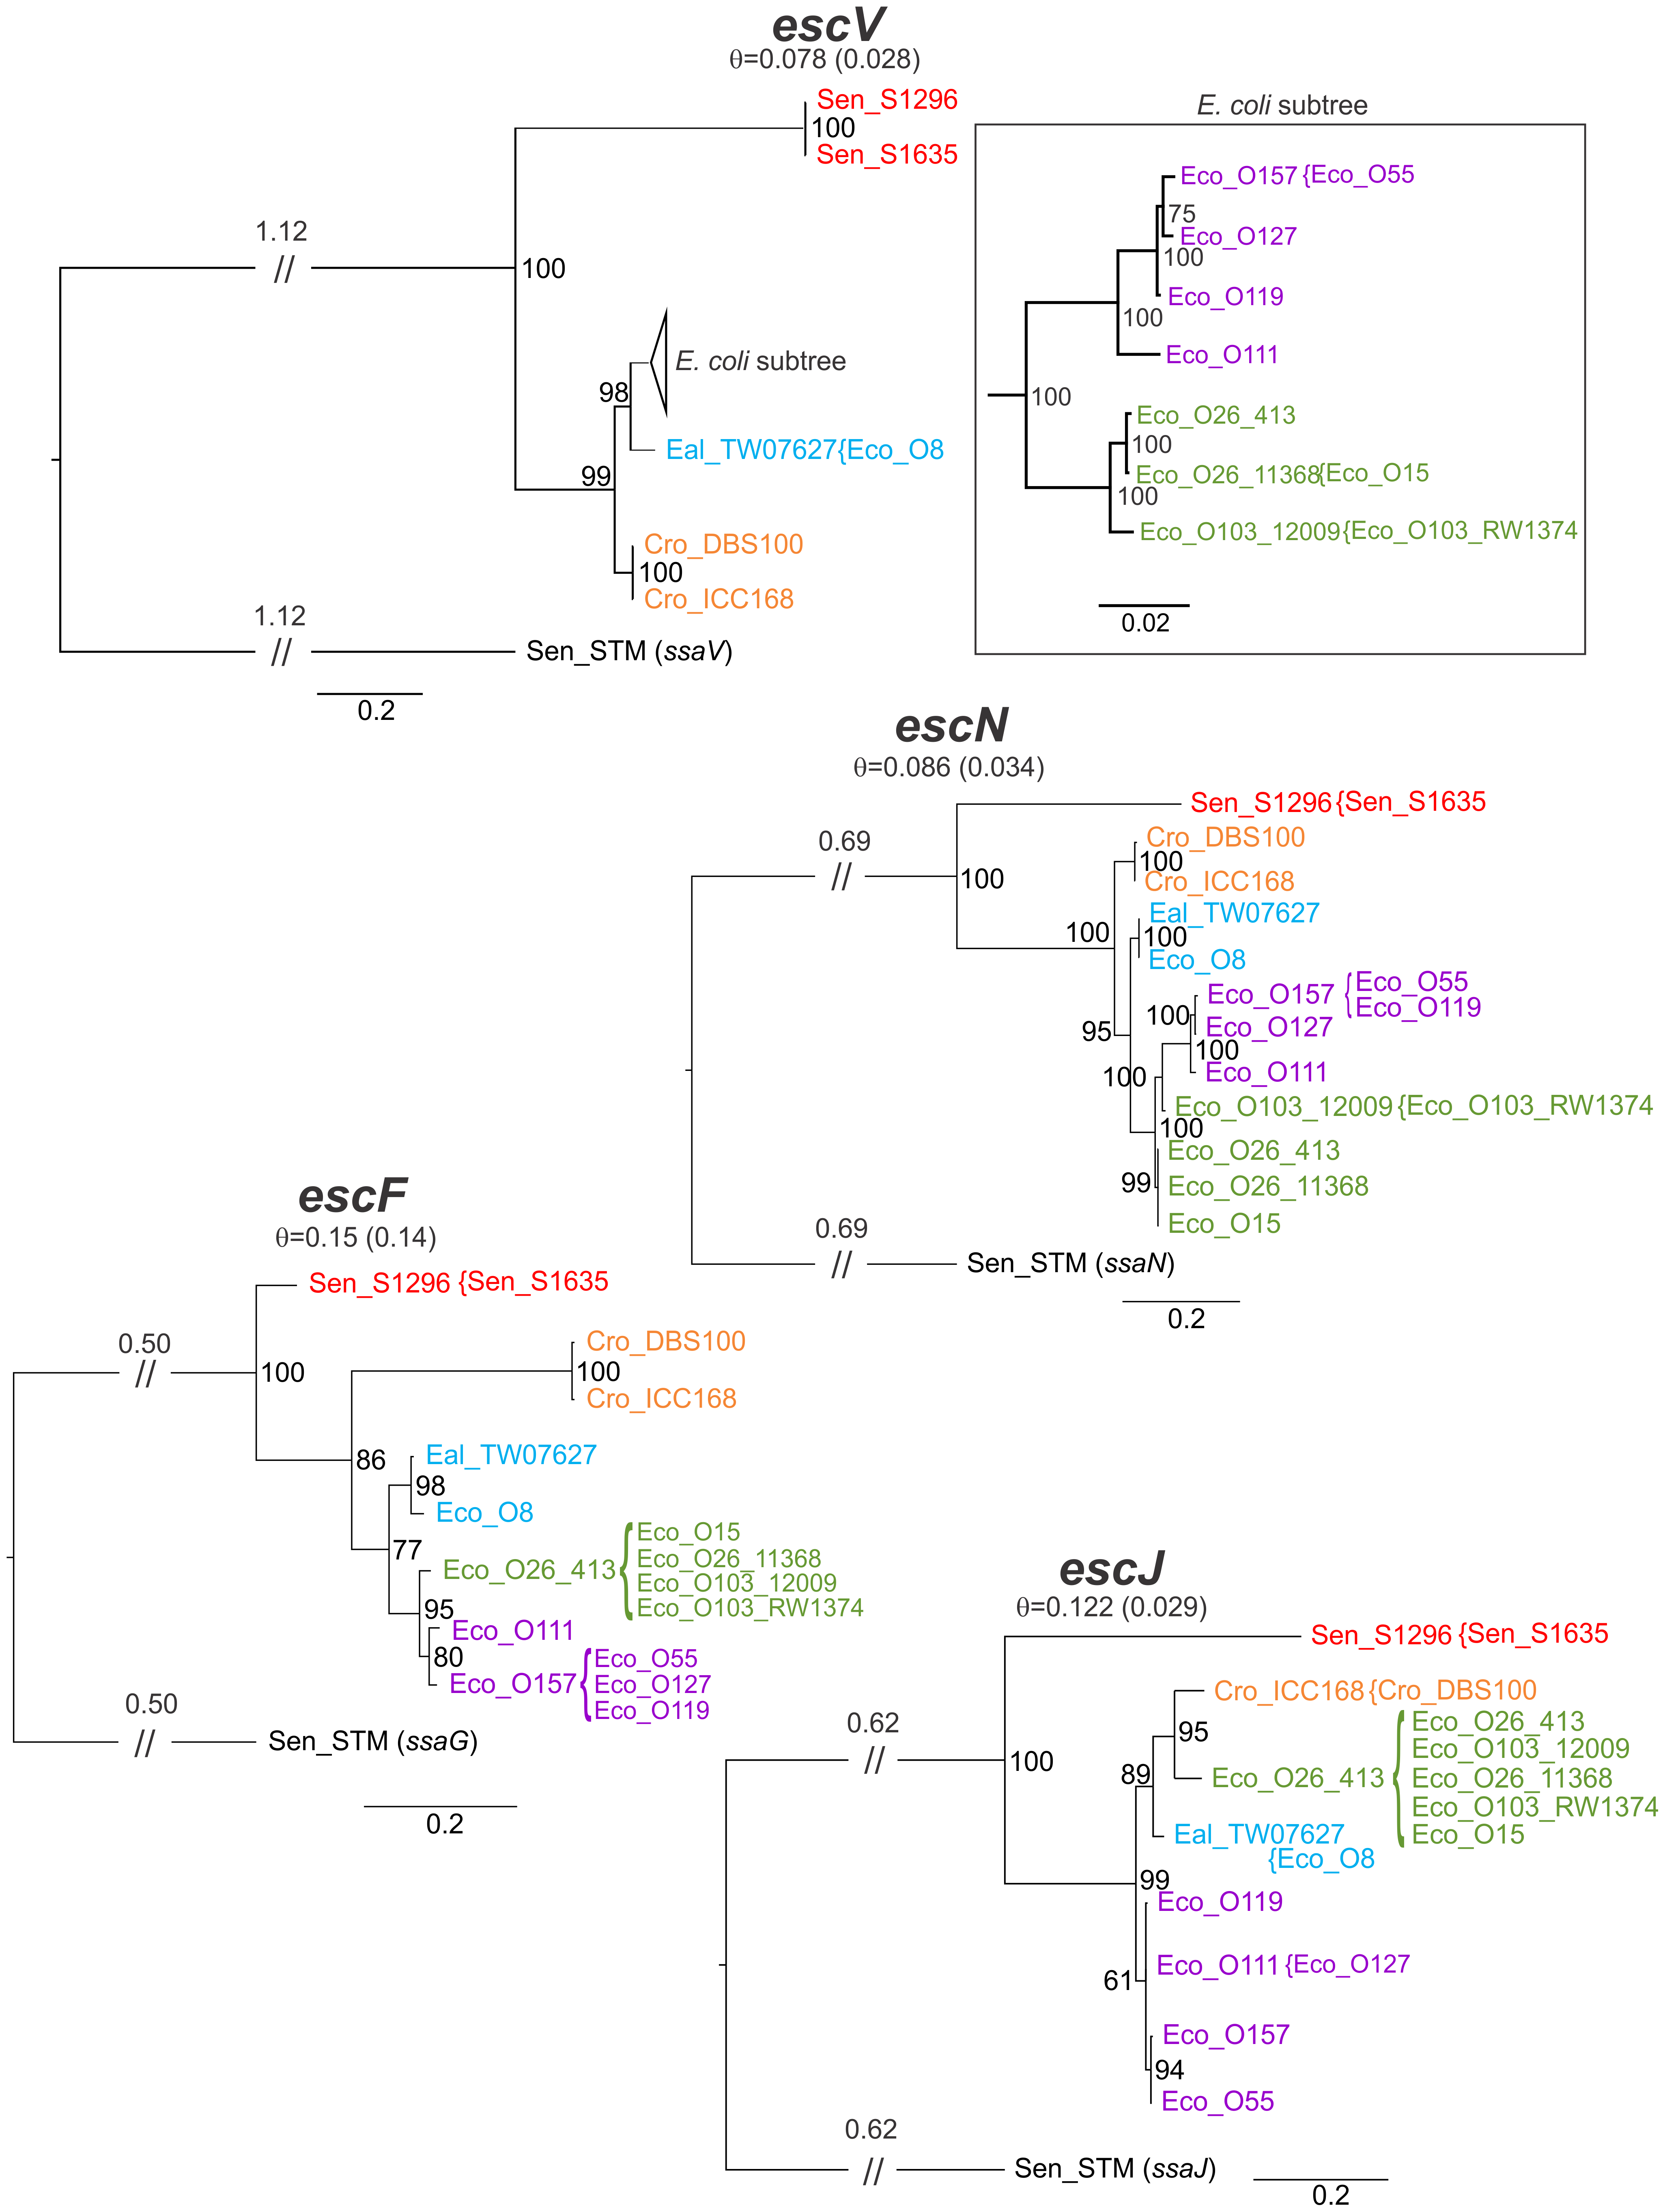 escV
θ=0.078 (0.028)
Sen_S1296
100
Sen_S1635
1.12
//
100
E. coli subtree
98
Eal_TW07627{Eco_O8
99
Cro_DBS100
100
Cro_ICC168
1.12
//
Sen_STM (ssaV)
0.2
E. coli subtree
Eco_O157{Eco_O55
75
Eco_O127
100
Eco_O119
100
Eco_O111
100
Eco_O26_413
100
Eco_O26_11368{Eco_O15
100
Eco_O103_12009{Eco_O103_RW1374
0.02
escN
θ=0.086 (0.034)
Sen_S1296{Sen_S1635
0.69
//
100
Cro_DBS100
100
Cro_ICC168
100
Eal_TW07627
100
Eco_O8
95
Eco_O157 {Eco_O55
Eco_O119
100
Eco_O127
100
Eco_O111
100
Eco_O103_12009{Eco_O103_RW1374
100
Eco_O26_413
99
Eco_O26_11368
Eco_O15
0.69
//
Sen_STM (ssaN)
0.2
escF
θ=0.15 (0.14)
Sen_S1296 {Sen_S1635
0.50
//
100
Cro_DBS100
100
Cro_ICC168
86
Eal_TW07627
98
Eco_O8
77
Eco_O26_413{Eco_O15
Eco_O26_11368
Eco_O103_12009
Eco_O103_RW1374
95
Eco_O111
80
Eco_O157{Eco_O55
Eco_O127
Eco_O119
0.50
//
Sen_STM (ssaG)
0.2
escJ
θ=0.122 (0.029)
Sen_S1296 {Sen_S1635
0.62
//
100
Cro_ICC168 {Cro_DBS100
95
89
Eco_O26_413 {Eco_O26_413
Eco_O103_12009
Eco_O26_11368
Eco_O103_RW1374
Eco_O15
Eal_TW07627
{Eco_O8
99
Eco_O119
61
Eco_O111 {Eco_O127
Eco_O157
94
Eco_O55
0.62
//
Sen_STM (ssaJ)
0.2